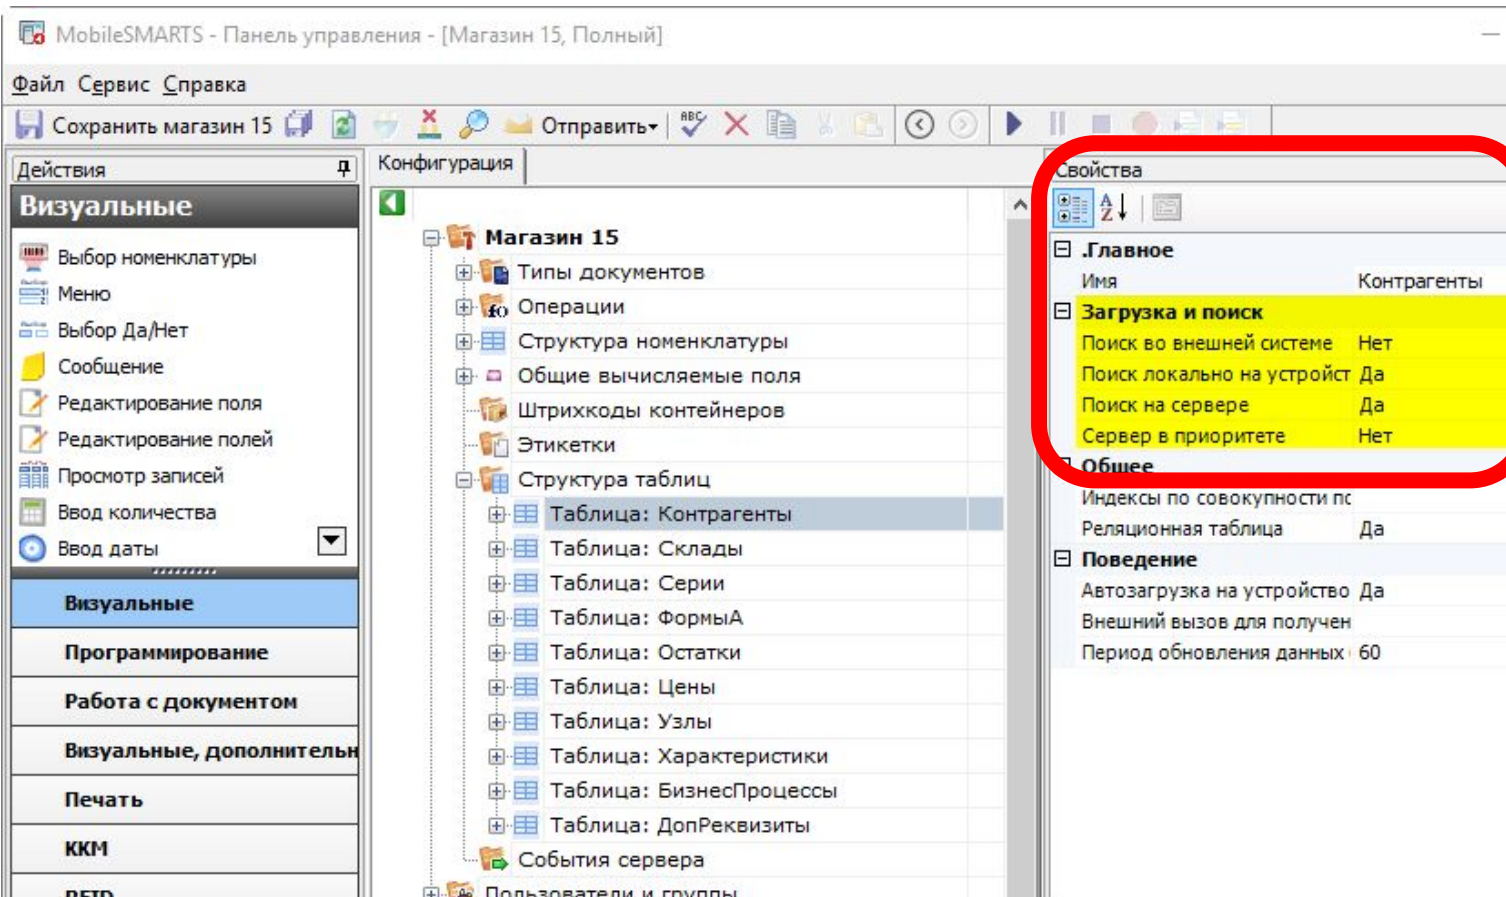 MobileSMARTS - Панель управления - [Магазин 15, Полный]
Файл Сервис Справка
Сохранить магазин 15 Отправить
Действия
Визуальные
Выбор номенклатуры
Меню
Выбор Да/Нет
Сообщение
Редактирование поля
Редактирование полей
Просмотр записей
Ввод количества
Ввод даты
Визуальные
Программирование
Работа с документом
Визуальные, дополнительн
Печать
ККМ
RFID
Конфигурация
Магазин 15
Типы документов
Операции
Структура номенклатуры
Общие вычисляемые поля
Штрихкоды контейнеров
Этикетки
Структура таблиц
Таблица: Контрагенты
Таблица: Склады
Таблица: Серии
Таблица: ФормыА
Таблица: Остатки
Таблица: Цены
Таблица: Узлы
Таблица: Характеристики
Таблица: БизнесПроцессы
Таблица: ДопРеквизиты
События сервера
Пользователи и группы
Свойства
.Главное
Имя Контрагенты
Загрузка и поиск
Поиск во внешней системе Нет
Поиск локально на устройст Да
Поиск на сервере Да
Сервер в приоритете Нет
Общее
Индексы по совокупности по
Реляционная таблица Да
Поведение
Автозагрузка на устройство Да
Внешний вызов для получен
Период обновления данных 60